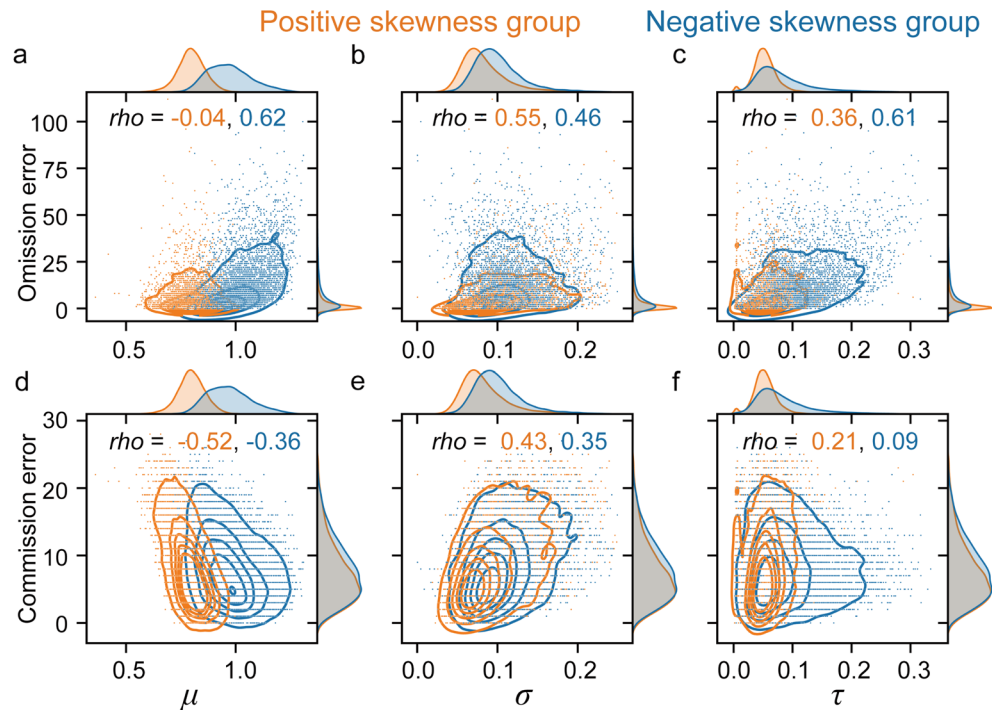 Positive skewness group Negative skewness group
a b c
rho = -0.04, 0.62 rho = 0.55, 0.46 rho = 0.36, 0.61
Omission error
100
75
50
25
0
0.5 1.0 0.0 0.1 0.2 0.0 0.1 0.2 0.3
d e f
rho = -0.52, -0.36 rho = 0.43, 0.35 rho = 0.21, 0.09
Commission error
30
20
10
0
0.5 1.0 0.0 0.1 0.2 0.0 0.1 0.2 0.3
μ σ τ